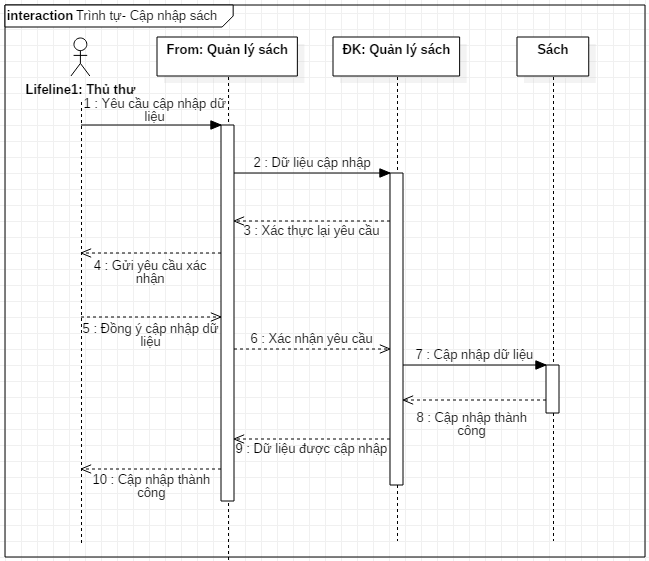 interaction Trình tự- Cập nhập sách
From: Quản lý sách
ĐK: Quản lý sách
Sách
Lifeline1: Thủ thư
1 : Yêu cầu cập nhập dữ
liệu
2 : Dữ liệu cập nhập
3 : Xác thực lại yêu cầu
4 : Gửi yêu cầu xác
nhận
5 : Đồng ý cập nhập dữ
liệu
6 : Xác nhận yêu cầu
7 : Cập nhập dữ liệu
8 : Cập nhập thành
công
9 : Dữ liệu được cập nhập
10 : Cập nhập thành
công